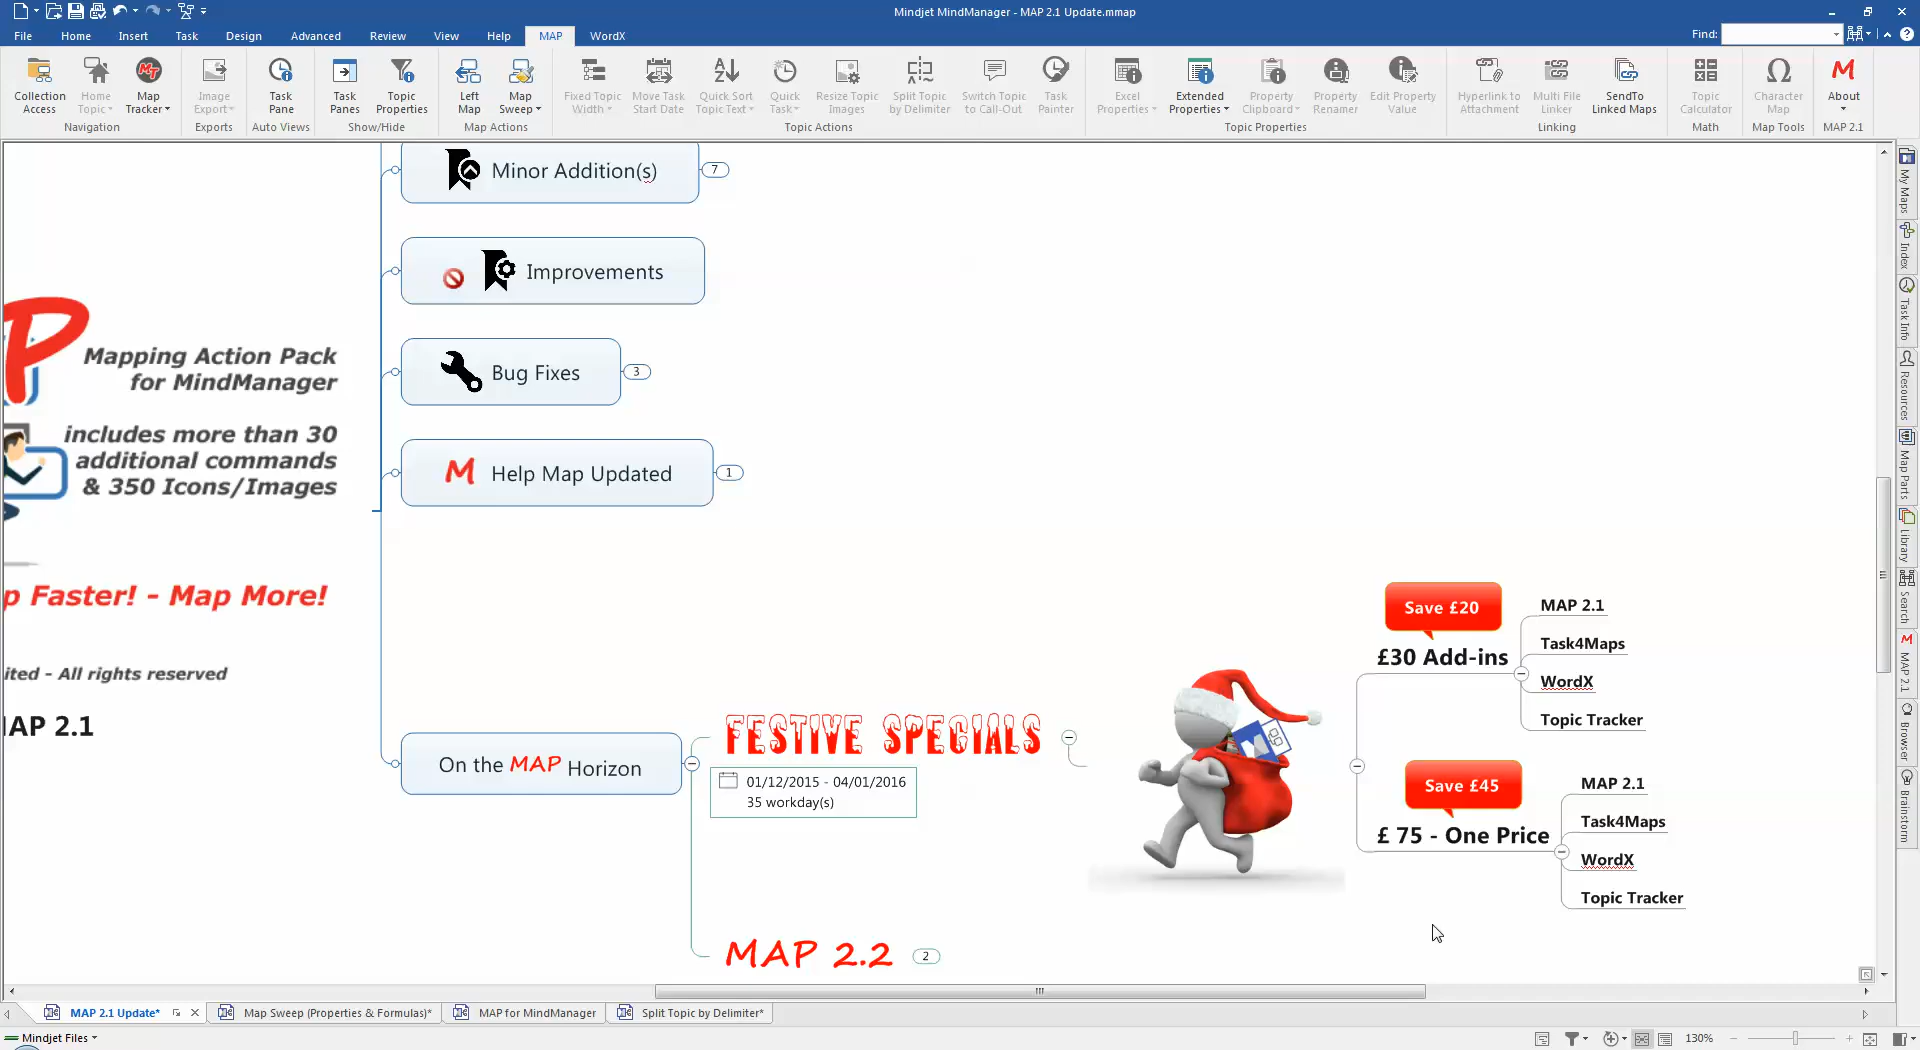 Mindjet MindManager - MAP 2.1 Update.mmap
File Home Insert Task Design Advanced Review View Help MAP WordX
Find:
Collection Access
Home Topic
Map Tracker
Image Export
Task Pane
Task Panes
Topic Properties
Left Map
Map Sweep
Fixed Topic Width
Move Task Start Date
Quick Sort Topic Text
Quick Task
Resize Topic Images
Split Topic by Delimiter
Switch Topic to Call-Out
Task Painter
Excel Properties
Extended Properties
Property Clipboard
Property Renamer
Edit Property Value
Hyperlink to Attachment
Multi File Linker
SendTo Linked Maps
Topic Calculator
Character Map
About
Navigation Exports Auto Views Show/Hide Map Actions Topic Actions Topic Properties Linking Math Map Tools MAP 2.1
Minor Addition(s)
7
Improvements
Bug Fixes
3
M Help Map Updated
1
P
Mapping Action Pack
for MindManager
includes more than 30
additional commands
& 350 Icons/Images
p Faster! - Map More!
ited - All rights reserved
MAP 2.1
On the MAP Horizon
FESTIVE SPECIALS
01/12/2015 - 04/01/2016
35 workday(s)
MAP 2.2
2
Save £20
£30 Add-ins
MAP 2.1
Task4Maps
WordX
Topic Tracker
Save £45
£ 75 - One Price
MAP 2.1
Task4Maps
WordX
Topic Tracker
My Maps
Index
Task Info
Resources
Map Parts
Library
Search
MAP 2.1
Browser
Brainstorm
MAP 2.1 Update*
Map Sweep (Properties & Formulas)*
MAP for MindManager
Split Topic by Delimiter*
Mindjet Files
130%